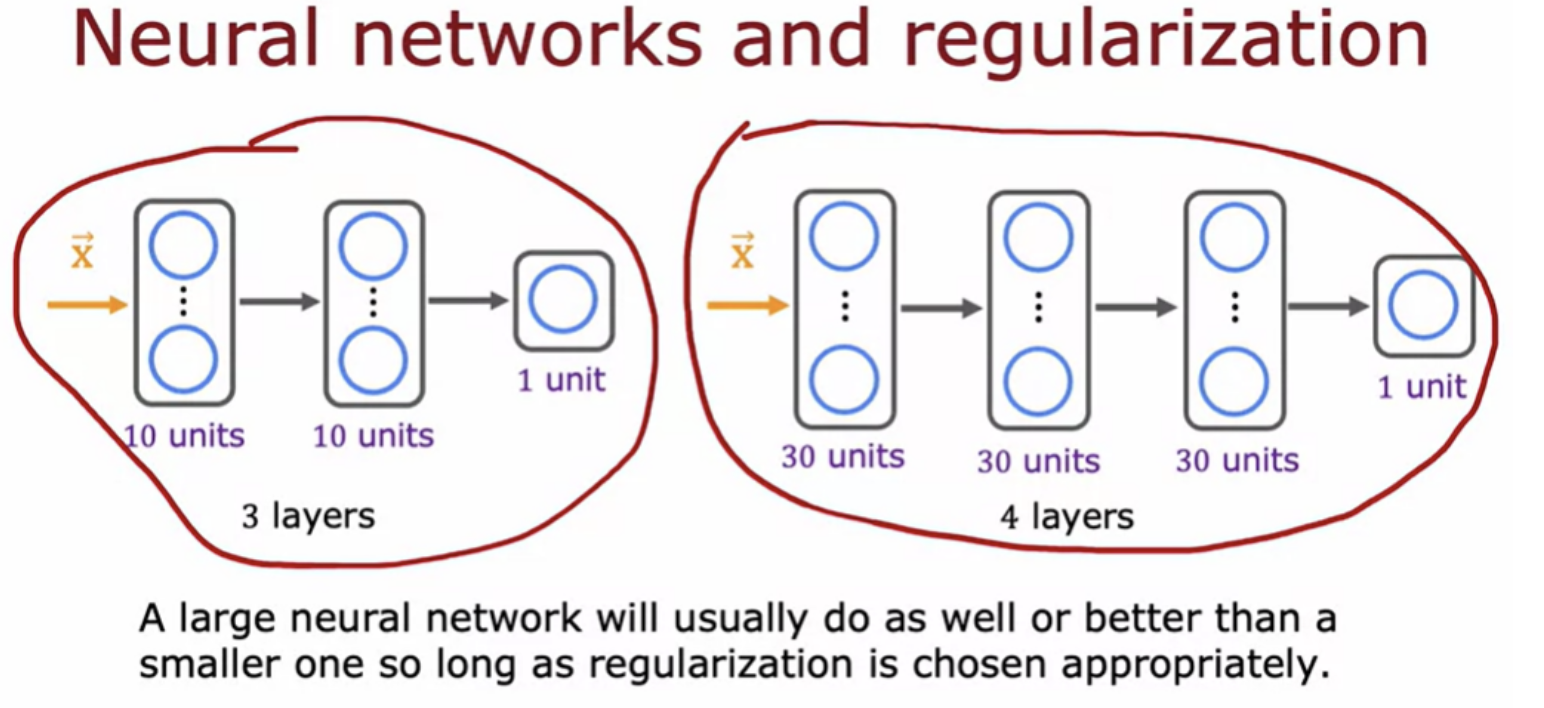 Neural networks and regularization
x⃗
10 units
10 units
1 unit
3 layers
x⃗
30 units
30 units
30 units
1 unit
4 layers
A large neural network will usually do as well or better than a
smaller one so long as regularization is chosen appropriately.